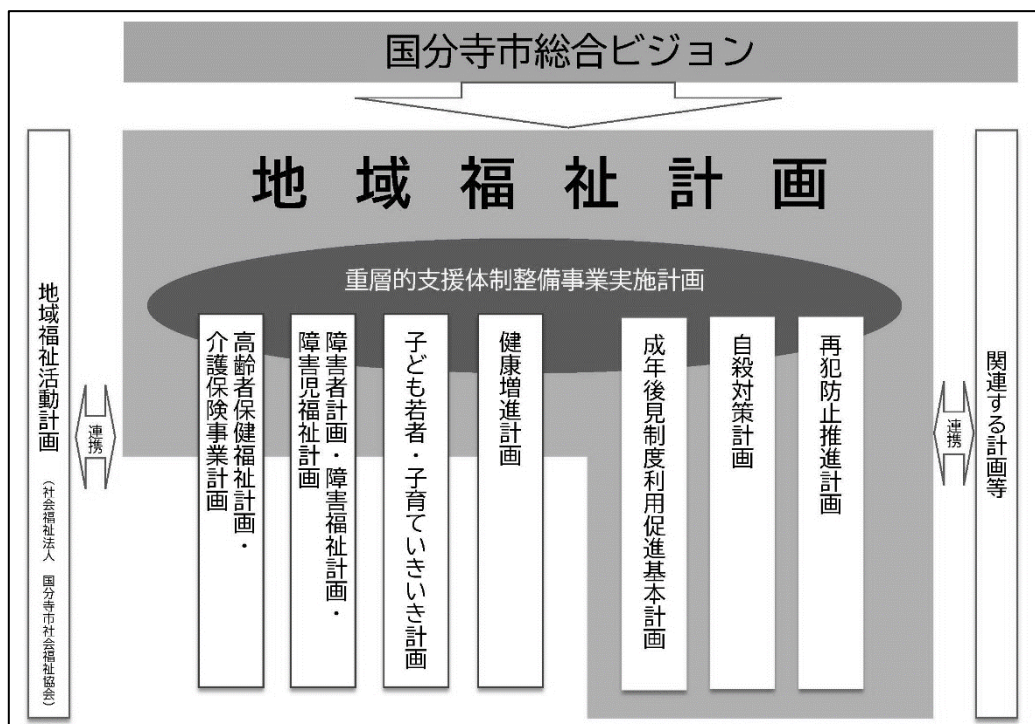 国分寺市総合ビジョン
地域福祉計画
重層的支援体制整備事業実施計画
地域福祉活動計画
（社会福祉法人　国分寺市社会福祉協会）
連携
高齢者保健福祉計画・
介護保険事業計画
障害者計画・障害福祉計画・
障害児福祉計画
子ども若者・子育ていきいき計画
健康増進計画
成年後見制度利用促進基本計画
自殺対策計画
再犯防止推進計画
連携
関連する計画等